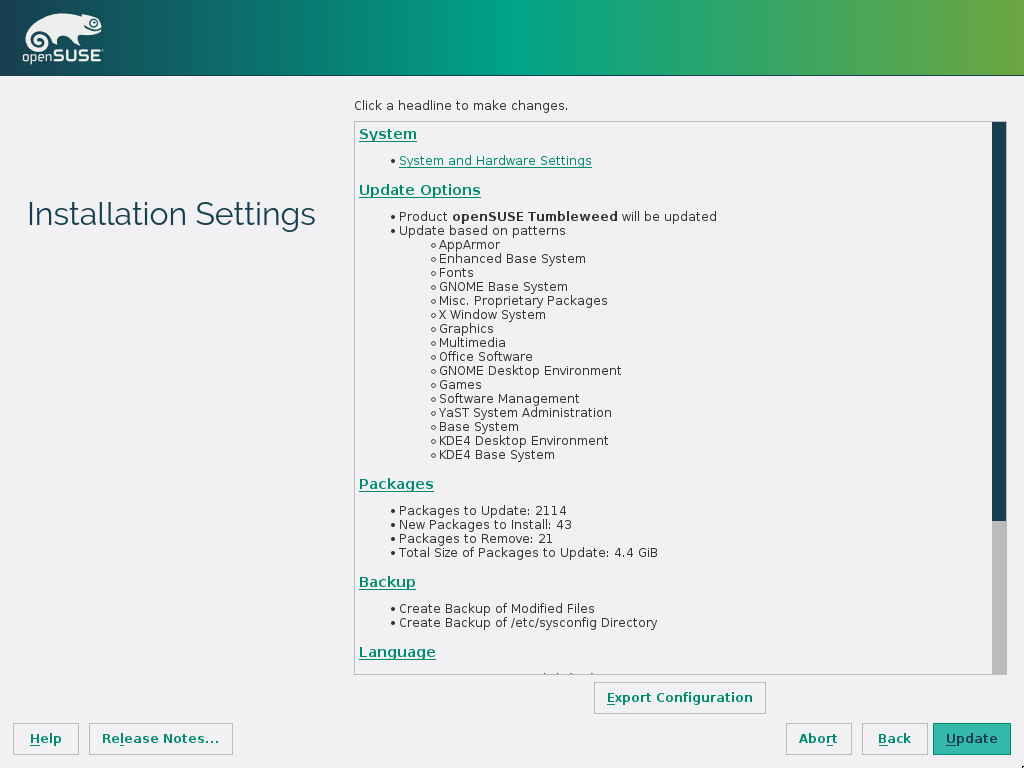 openSUSE
Click a headline to make changes.
Installation Settings
System
• System and Hardware Settings
Update Options
• Product openSUSE Tumbleweed will be updated
• Update based on patterns
◦ AppArmor
◦ Enhanced Base System
◦ Fonts
◦ GNOME Base System
◦ Misc. Proprietary Packages
◦ X Window System
◦ Graphics
◦ Multimedia
◦ Office Software
◦ GNOME Desktop Environment
◦ Games
◦ Software Management
◦ YaST System Administration
◦ Base System
◦ KDE4 Desktop Environment
◦ KDE4 Base System
Packages
• Packages to Update: 2114
• New Packages to Install: 43
• Packages to Remove: 21
• Total Size of Packages to Update: 4.4 GiB
Backup
• Create Backup of Modified Files
• Create Backup of /etc/sysconfig Directory
Language
Export Configuration
Help
Release Notes...
Abort
Back
Update